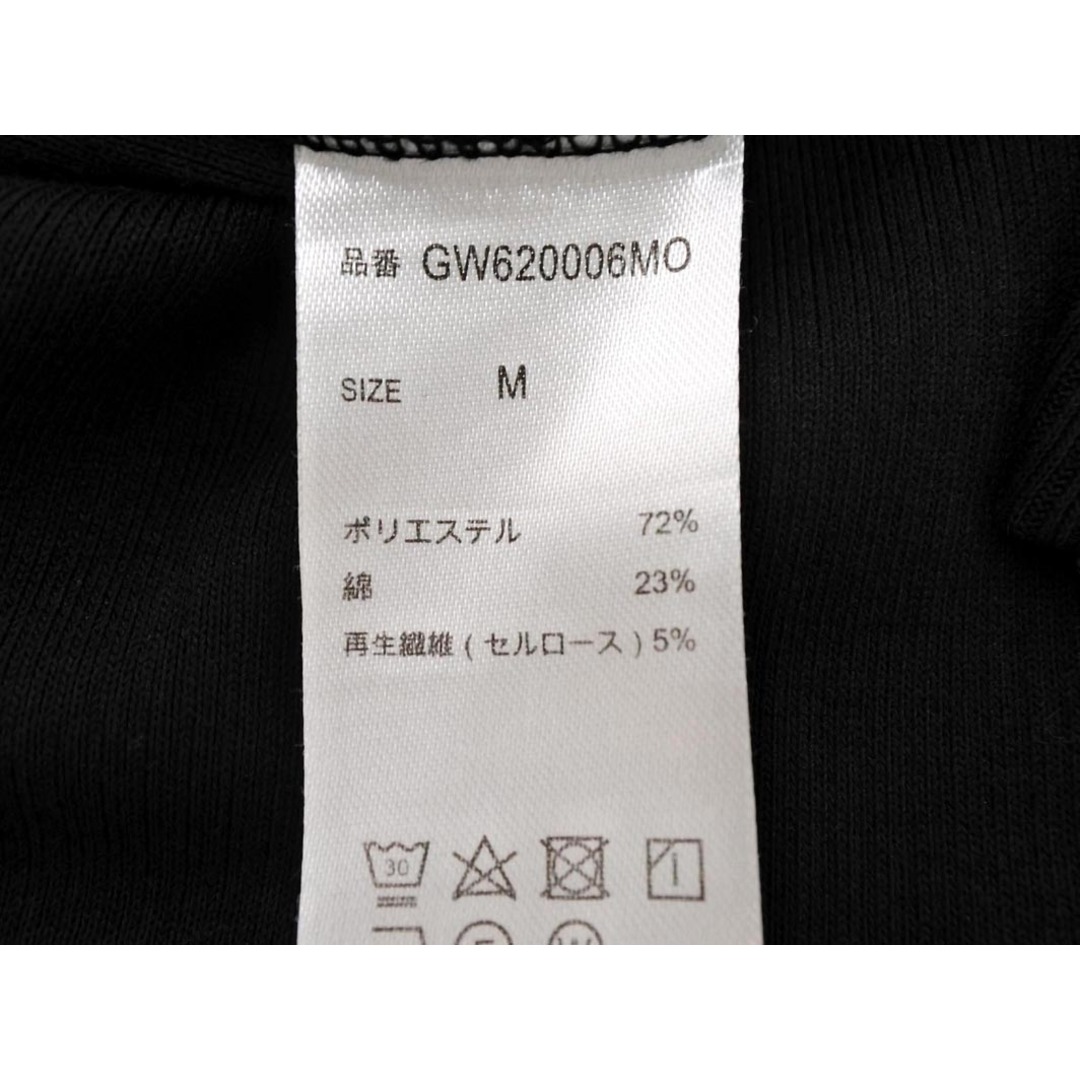 品番 GW620006MO
SIZE M
ポリエステル 72%
綿 23%
再生繊維 ( セルロース ) 5%
30